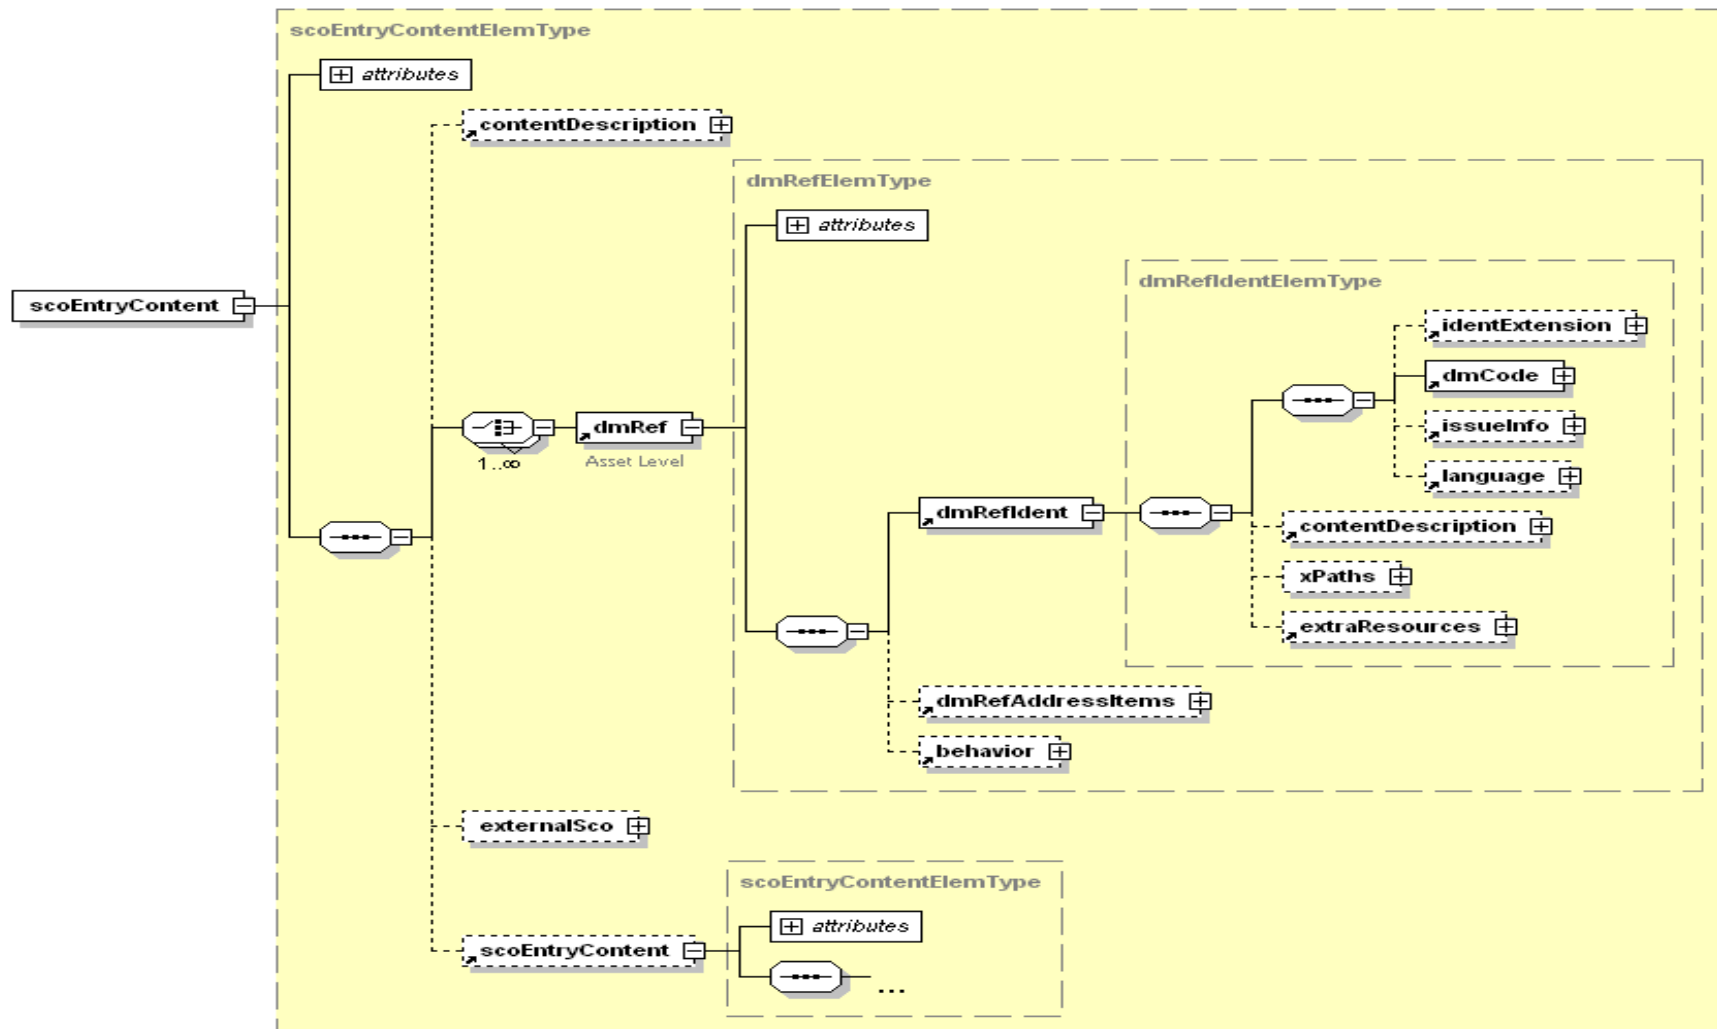 scoEntryContentElemType
attributes
contentDescription
dmRefElemType
attributes
dmRefIdentElemType
scoEntryContent
identExtension
dmCode
issueInfo
language
dmRef
1..∞
Asset Level
dmRefIdent
contentDescription
xPaths
extraResources
dmRefAddressItems
behavior
externalSco
scoEntryContentElemType
attributes
scoEntryContent
...